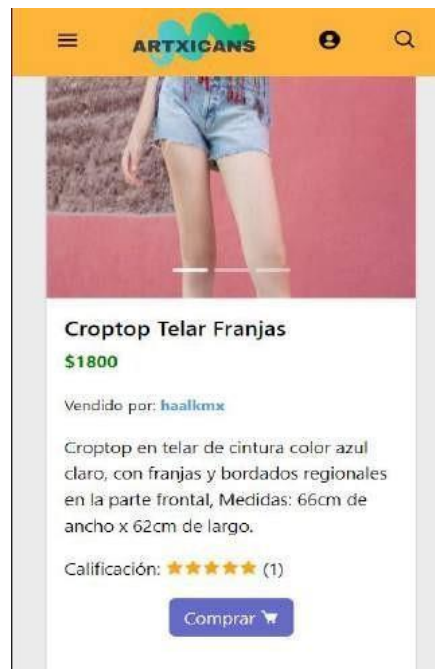 ARTXICANS
Croptop Telar Franjas
$1800
Vendido por: haalkmx
Croptop en telar de cintura color azul
claro, con franjas y bordados regionales
en la parte frontal, Medidas: 66cm de
ancho x 62cm de largo.
Calificación: ★★★★★ (1)
Comprar